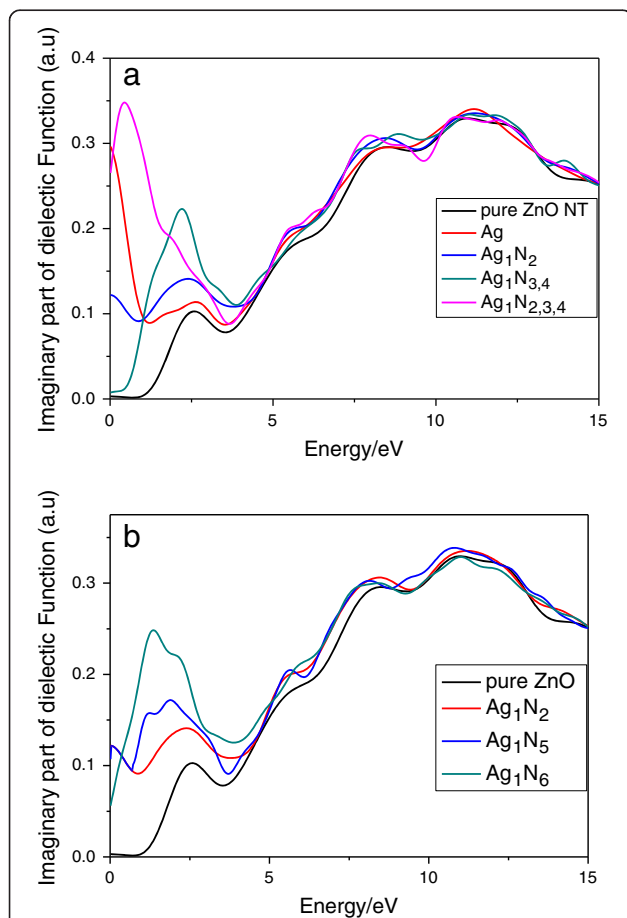 a
Imaginary part of dielectic Function (a.u)
0.4
0.3
0.2
0.1
0.0
pure ZnO NT
Ag
Ag1N2
Ag1N3,4
Ag1N2,3,4
0 5 10 15
Energy/eV
b
Imaginary part of dielectic Function (a.u)
0.3
0.2
0.1
0.0
pure ZnO
Ag1N2
Ag1N5
Ag1N6
0 5 10 15
Energy/eV